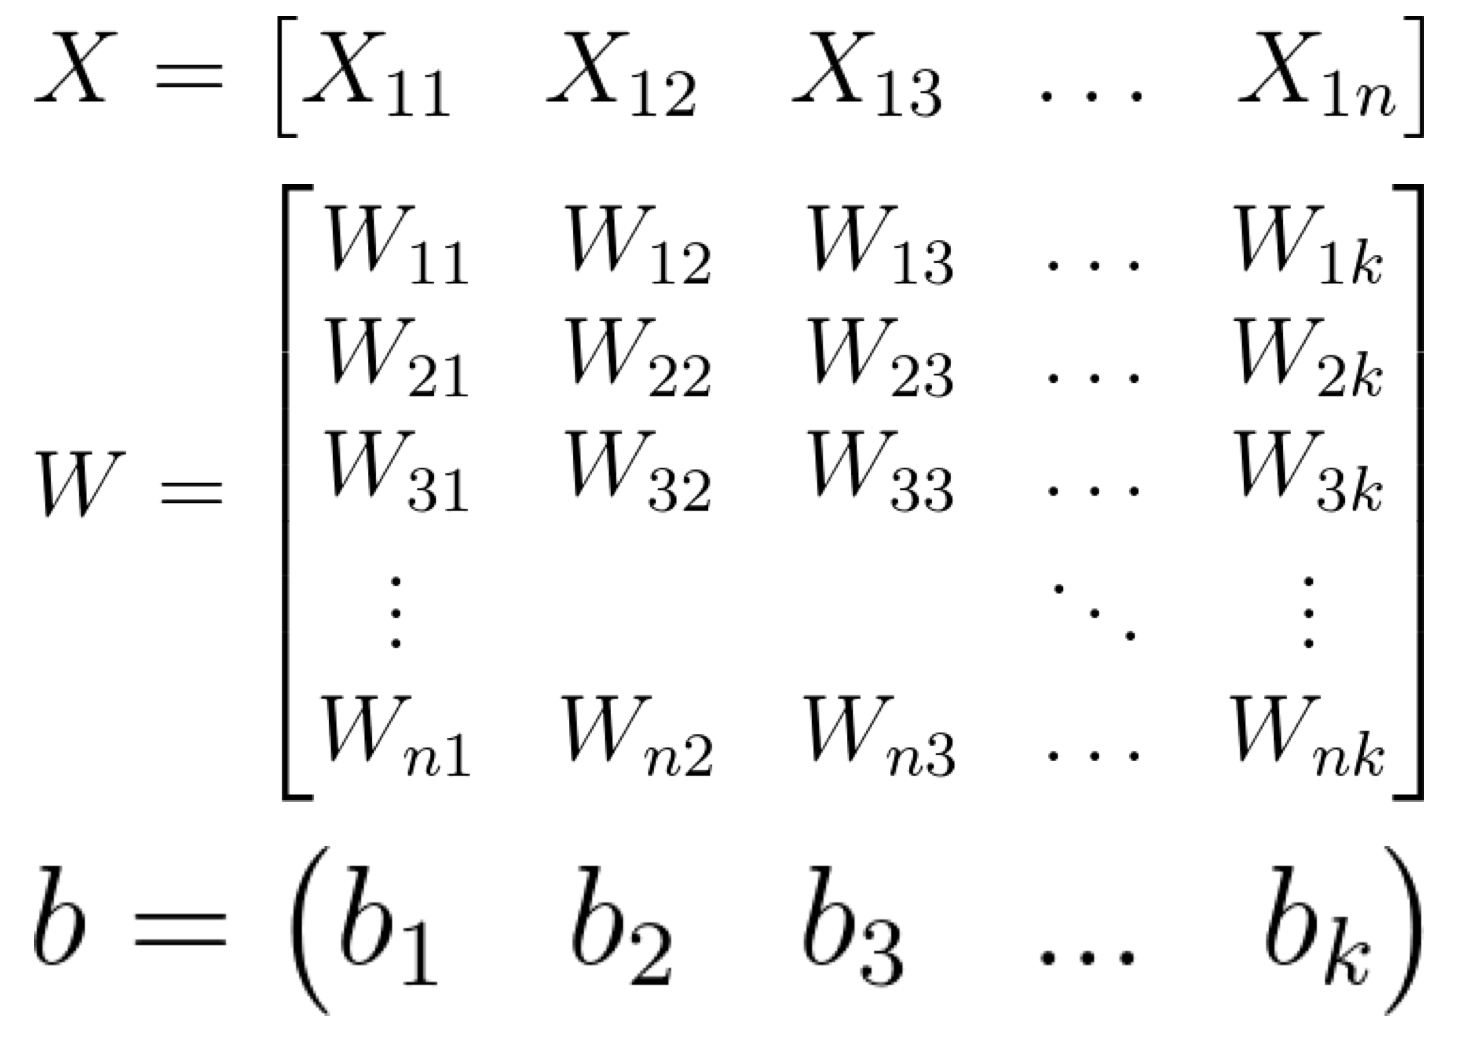 X = [X₁₁ X₁₂ X₁₃ … X₁ₙ]
W = [W₁₁ W₁₂ W₁₃ … W₁ₖ
W₂₁ W₂₂ W₂₃ … W₂ₖ
W₃₁ W₃₂ W₃₃ … W₃ₖ
⋮ ⋱ ⋮
Wₙ₁ Wₙ₂ Wₙ₃ … Wₙₖ]
b = (b₁ b₂ b₃ … bₖ)